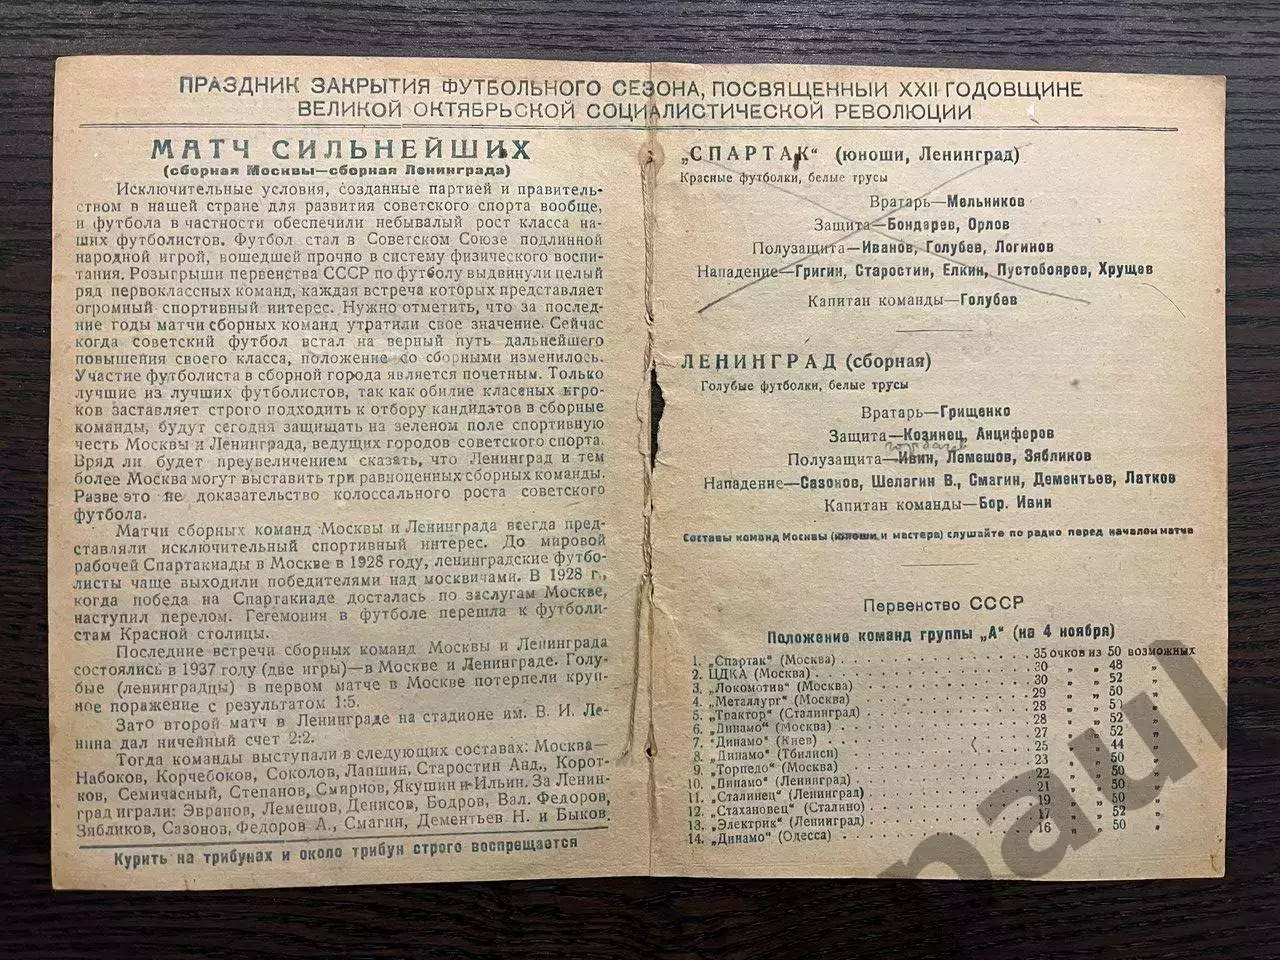 ПРАЗДНИК ЗАКРЫТИЯ ФУТБОЛЬНОГО СЕЗОНА, ПОСВЯЩЕННЫЙ XXII ГОДОВЩИНЕ
ВЕЛИКОЙ ОКТЯБРЬСКОЙ СОЦИАЛИСТИЧЕСКОЙ РЕВОЛЮЦИИ
МАТЧ СИЛЬНЕЙШИХ
(сборная Москвы—сборная Ленинграда)
Исключительные условия, созданные партией и правитель-
ством в нашей стране для развития советского спорта вообще,
и футбола в частности обеспечили небывалый рост класса на-
ших футболистов. Футбол стал в Советском Союзе подлинной
народной игрой, вошедшей прочно в систему физического воспи-
тания. Розыгрыши первенства СССР по футболу выдвинули целый
ряд первоклассных команд, каждая встреча которых представляет
огромный спортивный интерес. Нужно отметить, что за послед-
ние годы матчи сборных команд утратили свое значение. Сейчас
когда советский футбол встал на верный путь дальнейшего
повышения своего класса, положение со сборными изменилось.
Участие футболиста в сборной города является почетным. Только
лучшие из лучших футболистов, так как обилие класеных игро-
ков заставляет строго подходить к отбору кандидатов в сборные
команды, будут сегодня защищать на зеленом поле спортивную
честь Москвы и Ленинграда, ведущих городов советского спорта.
Вряд ли будет преувеличением сказать, что Ленинград и тем
более Москва могут выставить три равноценных сборные команды.
Разве это не доказательство колоссального роста советского
футбола.
Матчи сборных команд Москвы и Ленинграда всегда пред-
ставляли исключительный спортивный интерес. До мировой
рабочей Спартакиады в Москве в 1928 году, ленинградские футбо-
листы чаще выходили победителями над москвичами. В 1928 г.,
когда победа на Спартакиаде досталась по заслугам Москве,
наступил перелом. Гегемония в футболе перешла к футболи-
стам Красной столицы.
Последние встречи сборных команд Москвы и Ленинграда
состоялись в 1937 году (две игры)—в Москве и Ленинграде. Голу-
бые (ленинградцы) в первом матче в Москве потерпели круп-
ное поражение с результатом 1:5.
Зато второй матч в Ленинграде на стадионе им. В. И. Ле-
нина дал ничейный счет 2:2.
Тогда команды выступали в следующих составах: Москва—
Набоков, Корчебоков, Соколов, Лапшин, Старостин Анд., Корот-
ков, Семичасный, Степанов, Смирнов, Якушин и Ильин. За Ленин-
град играли: Эвранов, Лемешов, Денисов, Бодров, Вал. Федоров,
Зябликов, Сазонов, Федоров А., Смагин, Дементьев Н. и Быков.
Курить на трибунах и около трибун строго воспрещается
„СПАРТАК" (юноши, Ленинград)
Красные футболки, белые трусы
Вратарь—Мельников
Защита—Бондарев, Орлов
Полузащита—Иванов, Голубев, Логинов
Нападение—Григин, Старостин, Елкин, Пустобояров, Хрущев
Капитан команды—Голубев
ЛЕНИНГРАД (сборная)
Голубые футболки, белые трусы
Вратарь—Грищенко
Защита—Козинец, Анциферов
Полузащита—Ивин, Лемешов, Зябликов
Нападение—Сазонов, Шелагин В., Смагин, Дементьев, Латков
Капитан команды—Бор. Ивин
Составы команд Москвы (юноши и мастера) слушайте по радио перед началом матча
Первенство СССР
Положение команд группы „А" (на 4 ноября)
1. „Спартак" (Москва) 35 очков из 50 возможных
2. ЦДКА (Москва) 30 „ „ 48 „
3. „Локомотив" (Москва) 30 „ „ 52 „
4. „Металлург" (Москва) 29 „ „ 50 „
5. „Трактор" (Сталинград) 28 „ „ 50 „
6. „Динамо" (Москва) 28 „ „ 52 „
7. „Динамо" (Киев) 27 „ „ 52 „
8. „Динамо" (Тбилиси) 25 „ „ 44 „
9. „Торпедо" (Москва) 23 „ „ 50 „
10. „Динамо" (Ленинград) 22 „ „ 50 „
11. „Сталинец" (Ленинград) 21 „ „ 50 „
12. „Стахановец" (Сталино) 19 „ „ 50 „
13. „Электрик" (Ленинград) 17 „ „ 52 „
14. „Динамо" (Одесса) 16 „ „ 50 „
paul